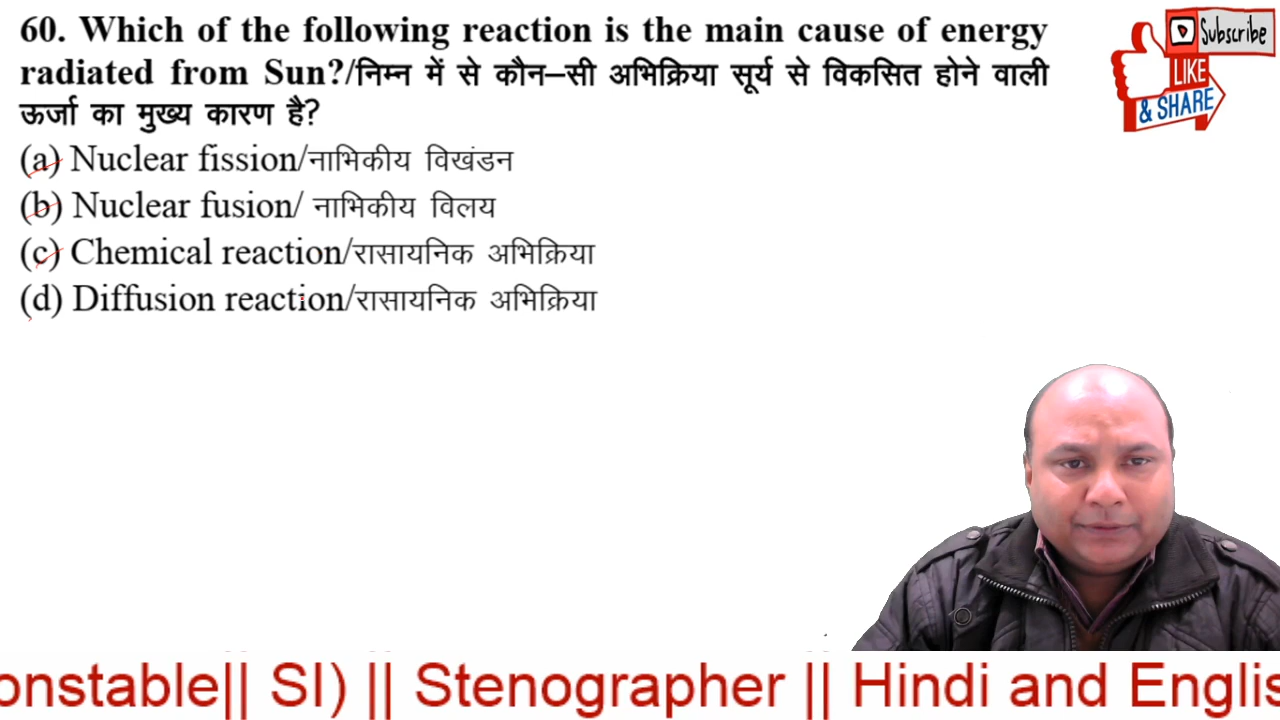 60. Which of the following reaction is the main cause of energy
radiated from Sun?/निम्न में से कौन–सी अभिक्रिया सूर्य से विकसित होने वाली
ऊर्जा का मुख्य कारण है?
(a) Nuclear fission/नाभिकीय विखंडन
(b) Nuclear fusion/ नाभिकीय विलय
(c) Chemical reaction/रासायनिक अभिक्रिया
(d) Diffusion reaction/रासायनिक अभिक्रिया
Subscribe
LIKE
& SHARE
onstable|| SI) || Stenographer || Hindi and Englis